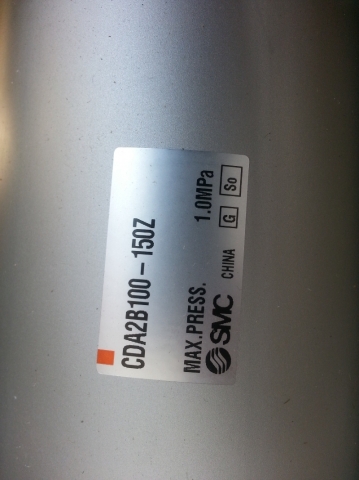 CDA2B100-150Z
MAX.PRESS. 1.0MPa
SMC CHINA G So